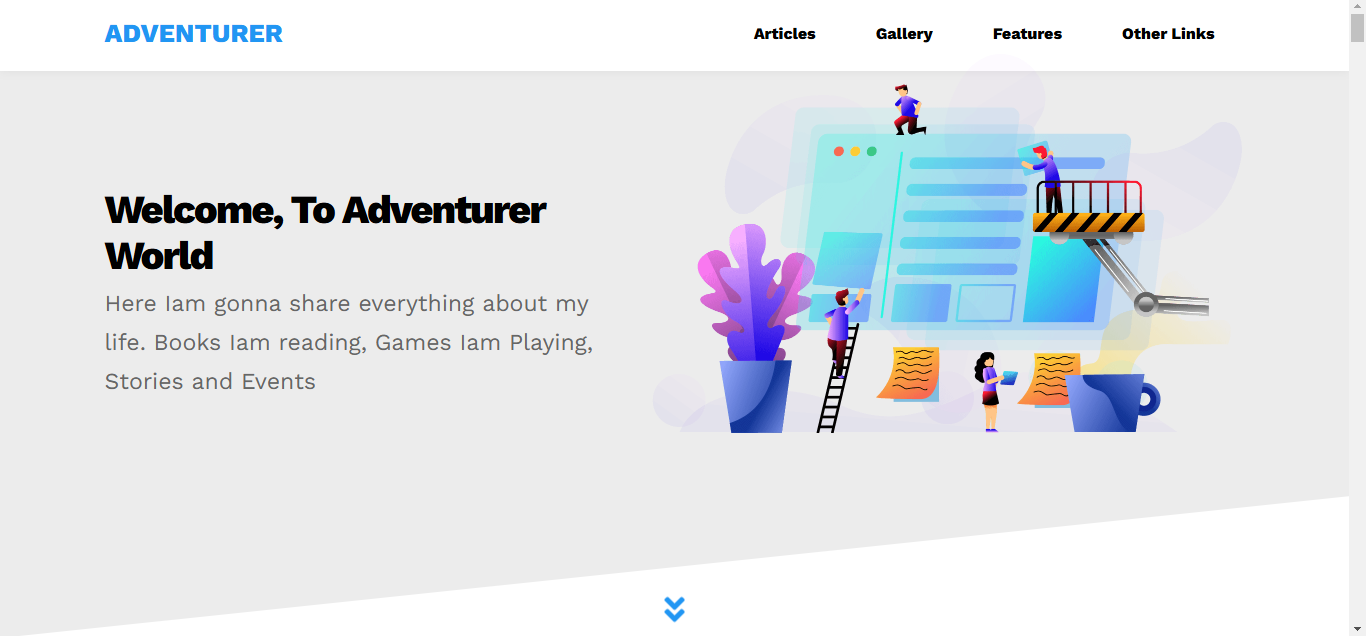 ADVENTURER
Articles
Gallery
Features
Other Links
Welcome, To Adventurer
World
Here Iam gonna share everything about my
life. Books Iam reading, Games Iam Playing,
Stories and Events